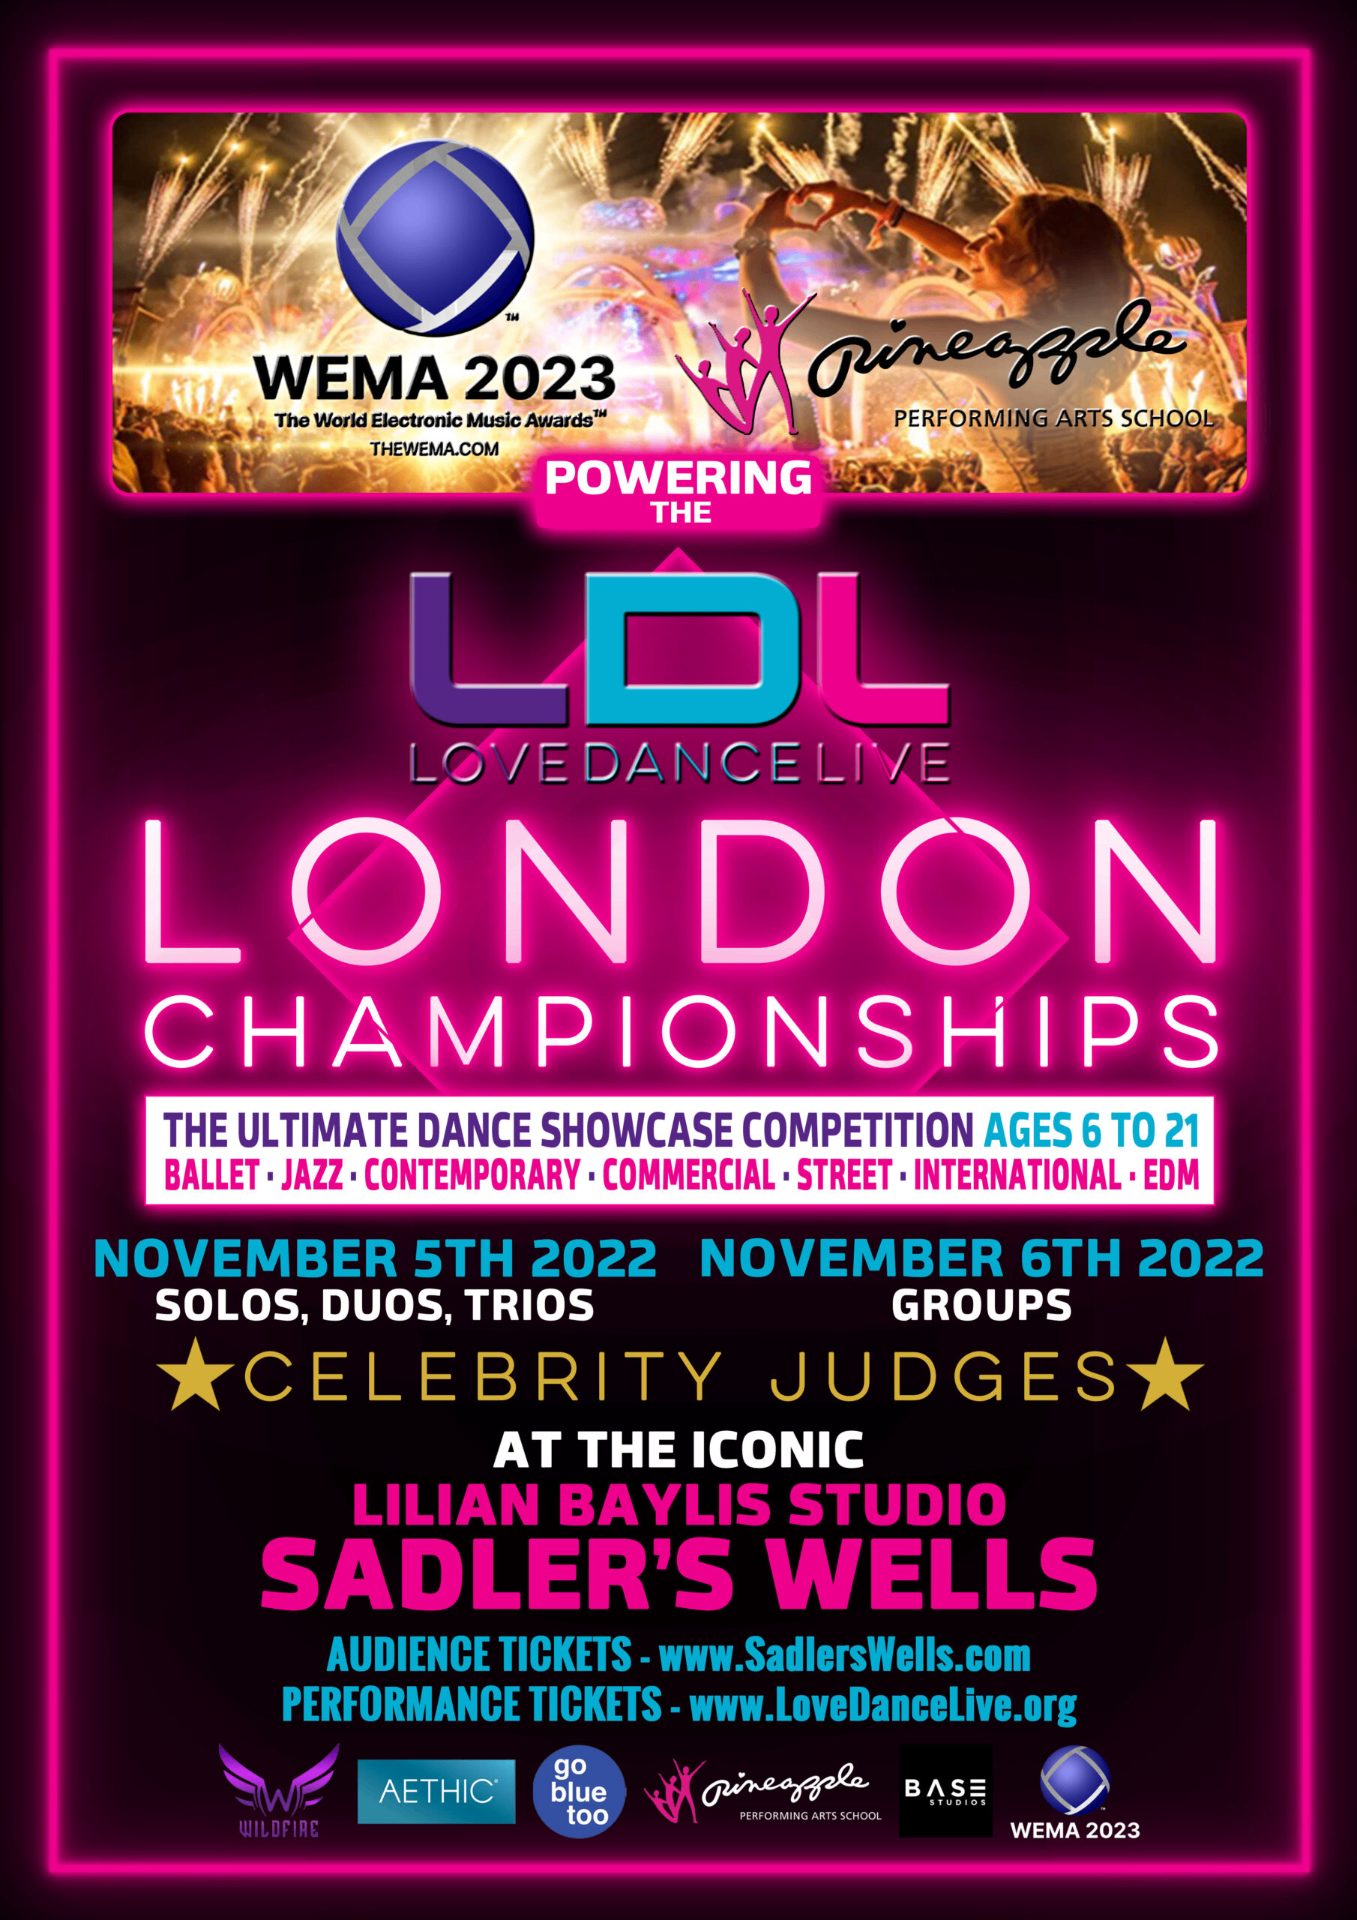 WEMA 2023
The World Electronic Music Awards™
THEWEMA.COM
TM
pineapple
PERFORMING ARTS SCHOOL
POWERING
THE
LDL
LOVEDANCELIVE
LONDON
CHAMPIONSHIPS
THE ULTIMATE DANCE SHOWCASE COMPETITION AGES 6 TO 21
BALLET · JAZZ · CONTEMPORARY · COMMERCIAL · STREET · INTERNATIONAL · EDM
NOVEMBER 5TH 2022
SOLOS, DUOS, TRIOS
NOVEMBER 6TH 2022
GROUPS
CELEBRITY JUDGES
AT THE ICONIC
LILIAN BAYLIS STUDIO
SADLER'S WELLS
AUDIENCE TICKETS - www.SadlersWells.com
PERFORMANCE TICKETS - www.LoveDanceLive.org
W
WILDFIRE
AETHIC®
go
blue
too
pineapple
PERFORMING ARTS SCHOOL
BASE
STUDIOS
WEMA 2023